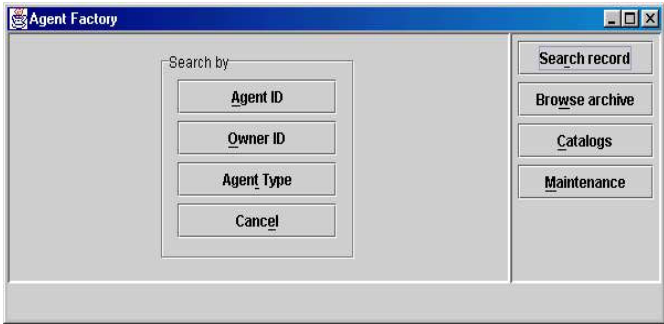 Agent Factory
Search by
Agent ID
Owner ID
Agent Type
Cancel
Search record
Browse archive
Catalogs
Maintenance